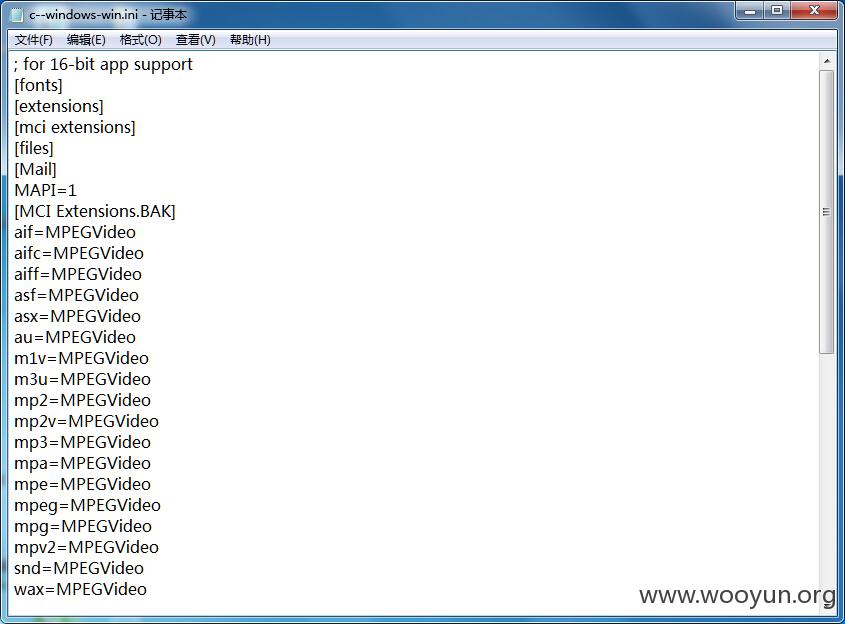 c--windows-win.ini - 记事本
文件(F) 编辑(E) 格式(O) 查看(V) 帮助(H)
; for 16-bit app support
[fonts]
[extensions]
[mci extensions]
[files]
[Mail]
MAPI=1
[MCI Extensions.BAK]
aif=MPEGVideo
aifc=MPEGVideo
aiff=MPEGVideo
asf=MPEGVideo
asx=MPEGVideo
au=MPEGVideo
m1v=MPEGVideo
m3u=MPEGVideo
mp2=MPEGVideo
mp2v=MPEGVideo
mp3=MPEGVideo
mpa=MPEGVideo
mpe=MPEGVideo
mpeg=MPEGVideo
mpg=MPEGVideo
mpv2=MPEGVideo
snd=MPEGVideo
wax=MPEGVideo
www.wooyun.org